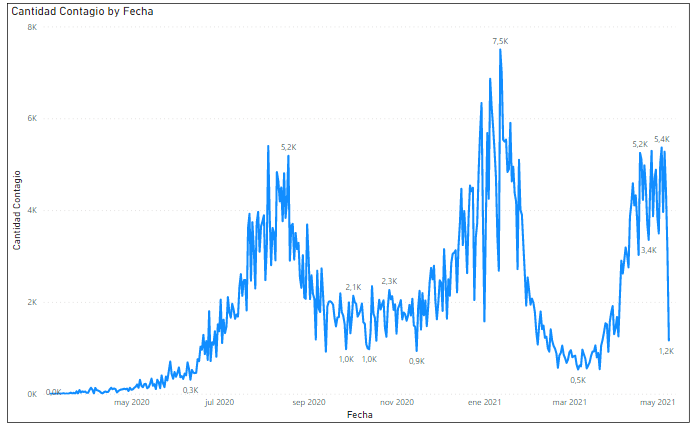 Cantidad Contagio by Fecha
8K
7,5K
6K
5,2K
5,2K
5,4K
4K
3,4K
2K
2,1K
2,3K
1,0K
1,0K
0,9K
1,2K
0,5K
0,3K
0,0K
0K
Cantidad Contagio
may 2020
jul 2020
sep 2020
nov 2020
ene 2021
mar 2021
may 2021
Fecha